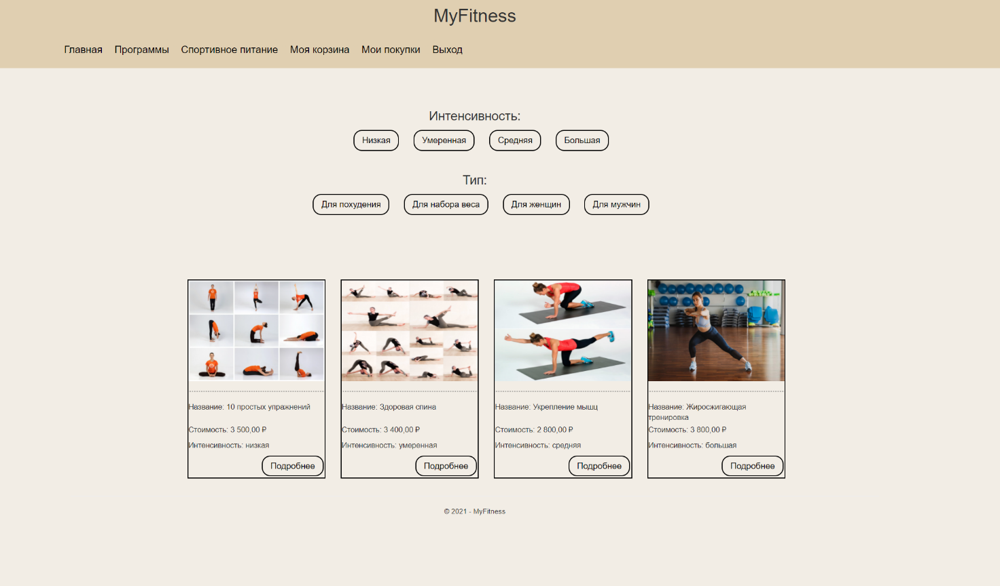 MyFitness
Главная Программы Спортивное питание Моя корзина Мои покупки Выход
Интенсивность:
Низкая Умеренная Средняя Большая
Тип:
Для похудения Для набора веса Для женщин Для мужчин
Название: 10 простых упражнений
Стоимость: 3 500,00 ₽
Интенсивность: низкая
Подробнее
Название: Здоровая спина
Стоимость: 3 400,00 ₽
Интенсивность: умеренная
Подробнее
Название: Укрепление мышц
Стоимость: 2 800,00 ₽
Интенсивность: средняя
Подробнее
Название: Жиросжигающая
тренировка
Стоимость: 3 800,00 ₽
Интенсивность: большая
Подробнее
© 2021 - MyFitness